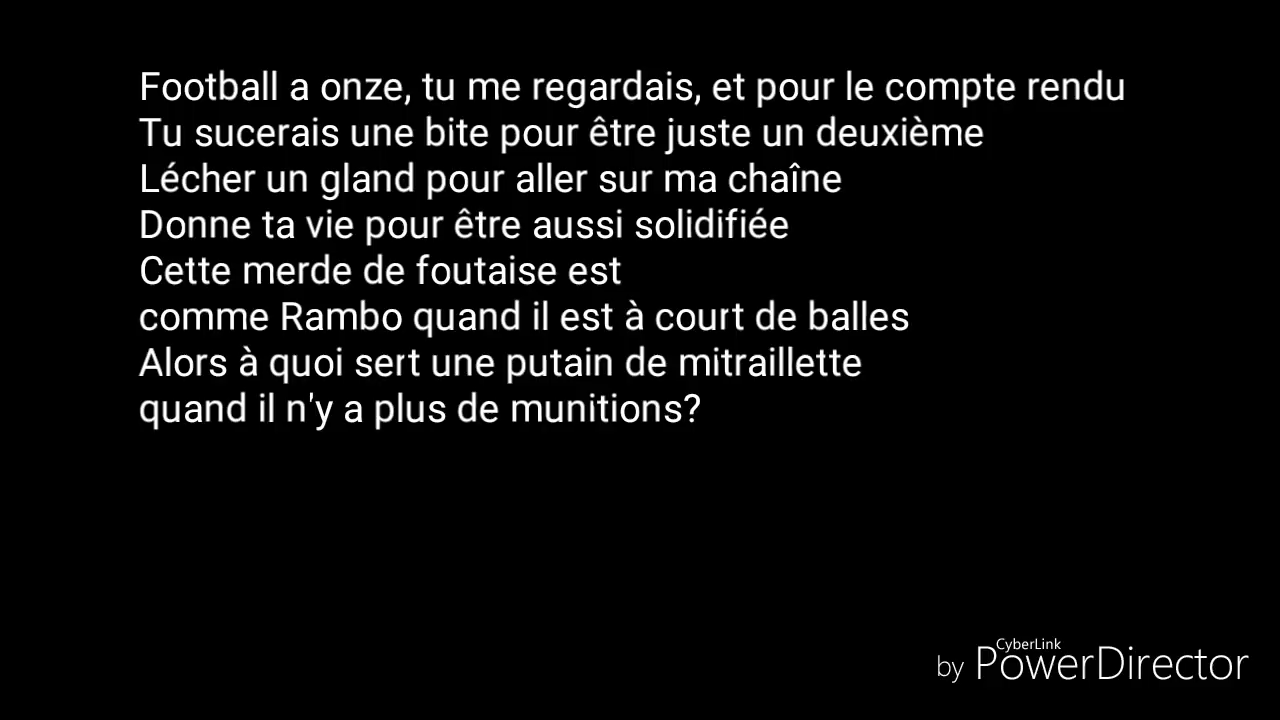 Football a onze, tu me regardais, et pour le compte rendu
Tu sucerais une bite pour être juste un deuxième
Lécher un gland pour aller sur ma chaîne
Donne ta vie pour être aussi solidifiée
Cette merde de foutaise est
comme Rambo quand il est à court de balles
Alors à quoi sert une putain de mitraillette
quand il n'y a plus de munitions?
CyberLink
by PowerDirector